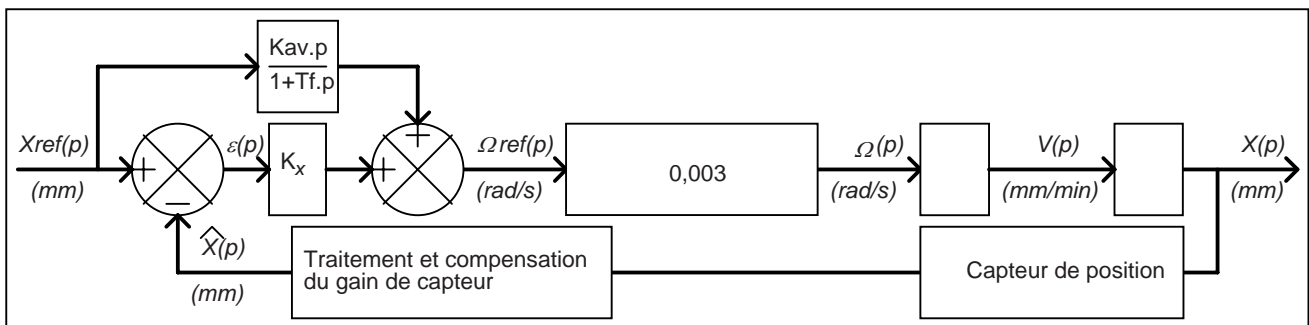 Kav.p
1+Tf.p
Xref(p)
(mm)
+
−
ε(p)
Kx
+
+
Ωref(p)
(rad/s)
0,003
Ω(p)
(rad/s)
V(p)
(mm/min)
X(p)
(mm)
X̂(p)
(mm)
Traitement et compensation
du gain de capteur
Capteur de position